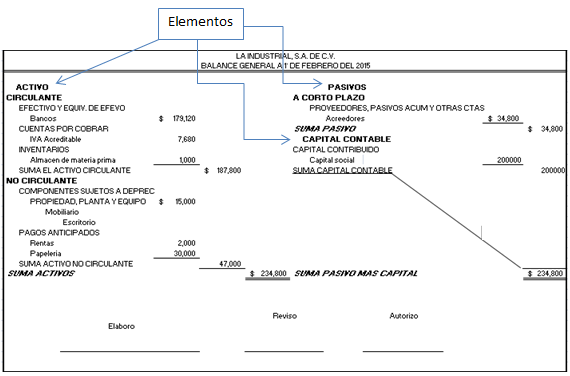 Elementos
LA INDUSTRIAL, S.A. DE C.V.
BALANCE GENERAL A 1 DE FEBRERO DEL 2015
ACTIVO
CIRCULANTE
EFECTIVO Y EQUIV. DE EFEVO
Bancos $ 179,120
CUENTAS POR COBRAR
IVA Acreditable 7,680
INVENTARIOS
Almacen de materia prima 1,000
SUMA EL ACTIVO CIRCULANTE $ 187,800
NO CIRCULANTE
COMPONENTES SUJETOS A DEPREC
PROPIEDAD, PLANTA Y EQUIPO $ 15,000
Mobiliario
Escritorio
PAGOS ANTICIPADOS
Rentas 2,000
Papeleria 30,000
SUMA ACTIVO NO CIRCULANTE 47,000
SUMA ACTIVOS $ 234,800
PASIVOS
A CORTO PLAZO
PROVEEDORES, PASIVOS ACUM Y OTRAS CTAS
Acreedores $ 34,800
SUMA PASIVO $ 34,800
CAPITAL CONTABLE
CAPITAL CONTRIBUIDO
Capital social 200000
SUMA CAPITAL CONTABLE 200000
SUMA PASIVO MAS CAPITAL $ 234,800
Elaboro
Reviso
Autorizo